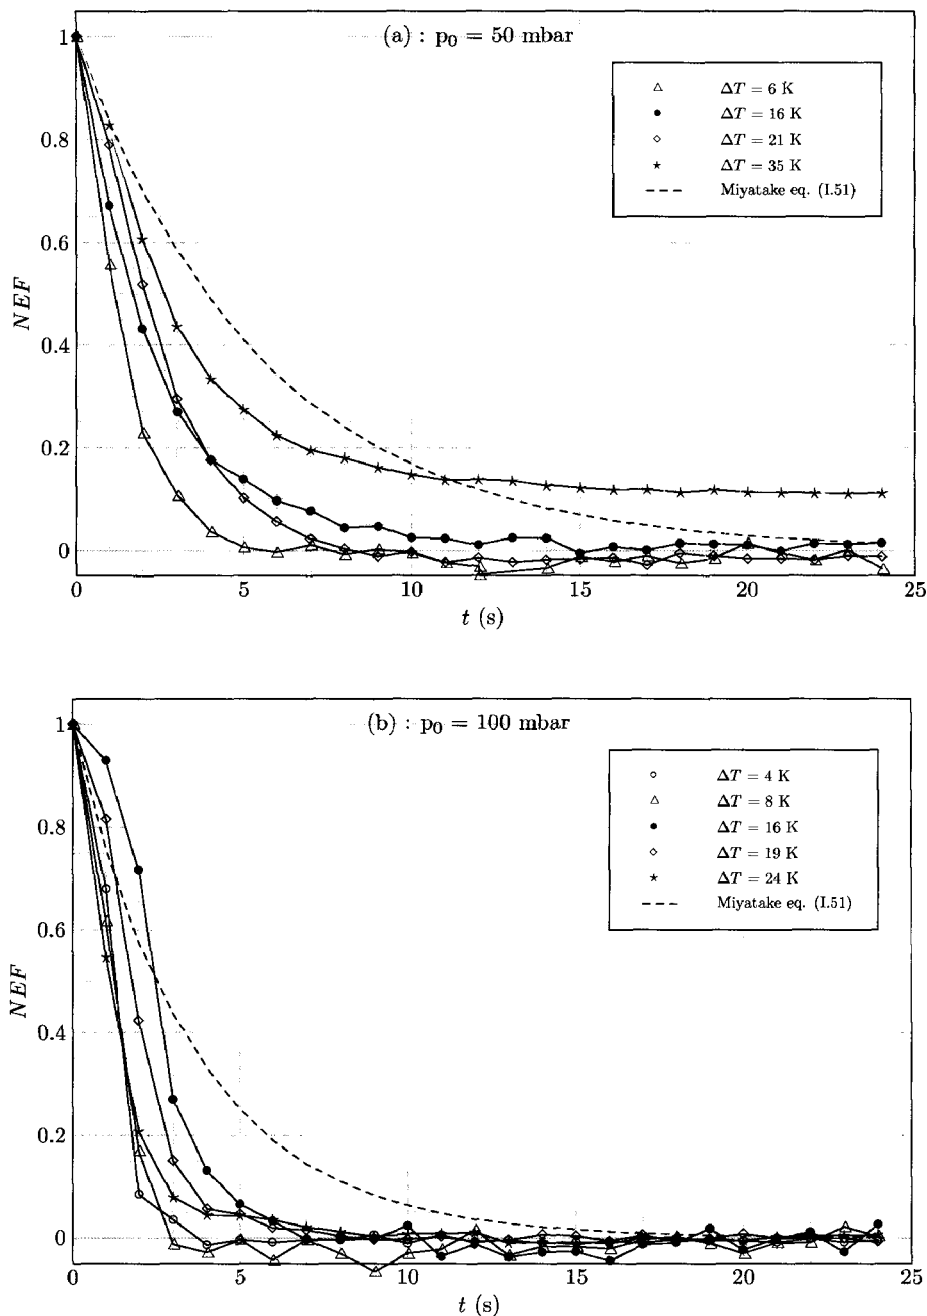 (a) : p₀ = 50 mbar
1
0.8
0.6
0.4
0.2
0
NEF
ΔT = 6 K
ΔT = 16 K
ΔT = 21 K
ΔT = 35 K
Miyatake eq. (I.51)
0 5 10 15 20 25
t (s)
(b) : p₀ = 100 mbar
1
0.8
0.6
0.4
0.2
0
NEF
ΔT = 4 K
ΔT = 8 K
ΔT = 16 K
ΔT = 19 K
ΔT = 24 K
Miyatake eq. (I.51)
0 5 10 15 20 25
t (s)